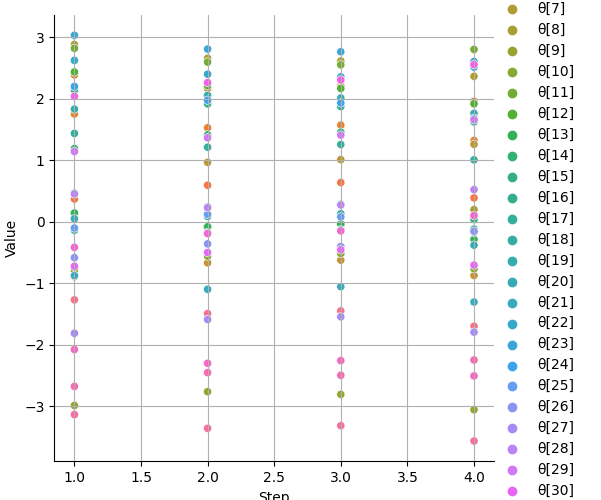 3
2
1
0
−1
−2
−3
Value
1.0
1.5
2.0
2.5
3.0
3.5
4.0
Step
θ[7]
θ[8]
θ[9]
θ[10]
θ[11]
θ[12]
θ[13]
θ[14]
θ[15]
θ[16]
θ[17]
θ[18]
θ[19]
θ[20]
θ[21]
θ[22]
θ[23]
θ[24]
θ[25]
θ[26]
θ[27]
θ[28]
θ[29]
θ[30]